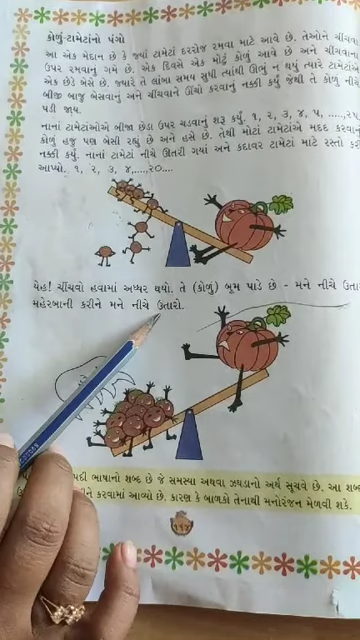 કોળું-ટામેટાંનો પંગો
આ એક મેદાન છે કે જ્યાં ટામેટાં દરરોજ રમવા માટે આવે છે. તેઓને ચીંચવા
ઉપર રમવાનું ગમે છે. એક દિવસે એક મોટું કોળું આવે છે અને ચીંચવાના
એક છેડે બેસે છે. જ્યારે તે લાંબા સમય સુધી ત્યાંથી ઊભું ન થયું ત્યારે ટામેટાંએ
બીજી બાજુ બેસવાનું અને ચીંચવાને ઊંચો કરવાનું નક્કી કર્યું જેથી તે કોળું નીચે
પડી જાય.
નાનાં ટામેટાંઓએ બીજા છેડા ઉપર ચડવાનું શરૂ કર્યું. ૧, ૨, ૩, ૪, ૫, ......,૨૫
કોળું હજુ પણ બેસી રહ્યું છે અને હસે છે. તેથી મોટાં ટામેટાંએ મદદ કરવાનું
નક્કી કર્યું. નાનાં ટામેટાં નીચે ઊતરી ગયાં અને કદાવર ટામેટાં માટે રસ્તો કરી
આપ્યો. ૧, ૨, ૩, ૪,....,૨૦....
યેહ! ચીંચવો હવામાં અધ્ધર થયો. તે (કોળું) બૂમ પાડે છે - મને નીચે ઉતારો
મહેરબાની કરીને મને નીચે ઉતારો.
ભાષાનો શબ્દ છે જે સમસ્યા અથવા ઝઘડાનો અર્થ સૂચવે છે. આ શબ્દ
કરવામાં આવ્યો છે. કારણ કે બાળકો તેનાથી મનોરંજન મેળવી શકે.